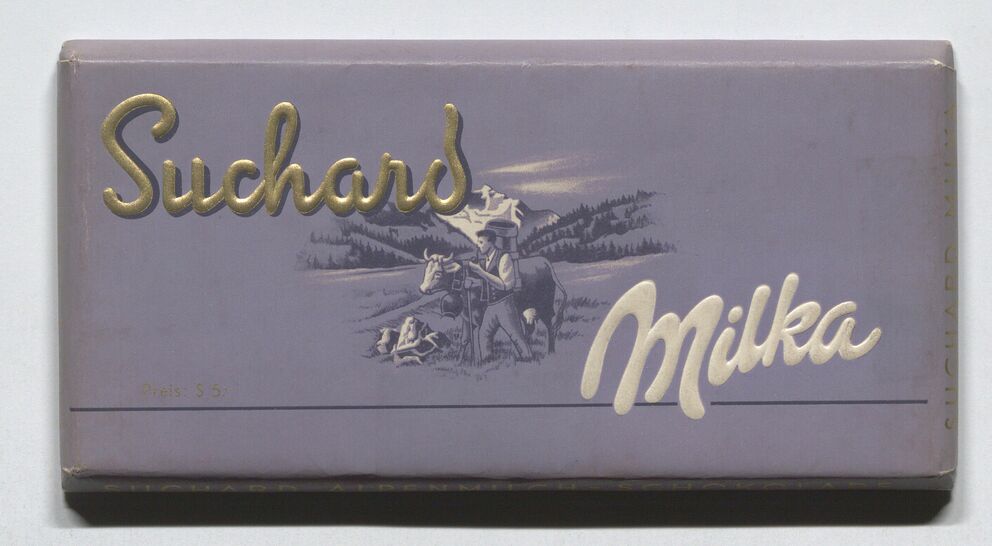 Suchard
Milka
Preis: S 5,-
SUCHARD MILKA
SUCHARD ALPENMILCH-SCHOKOLADE